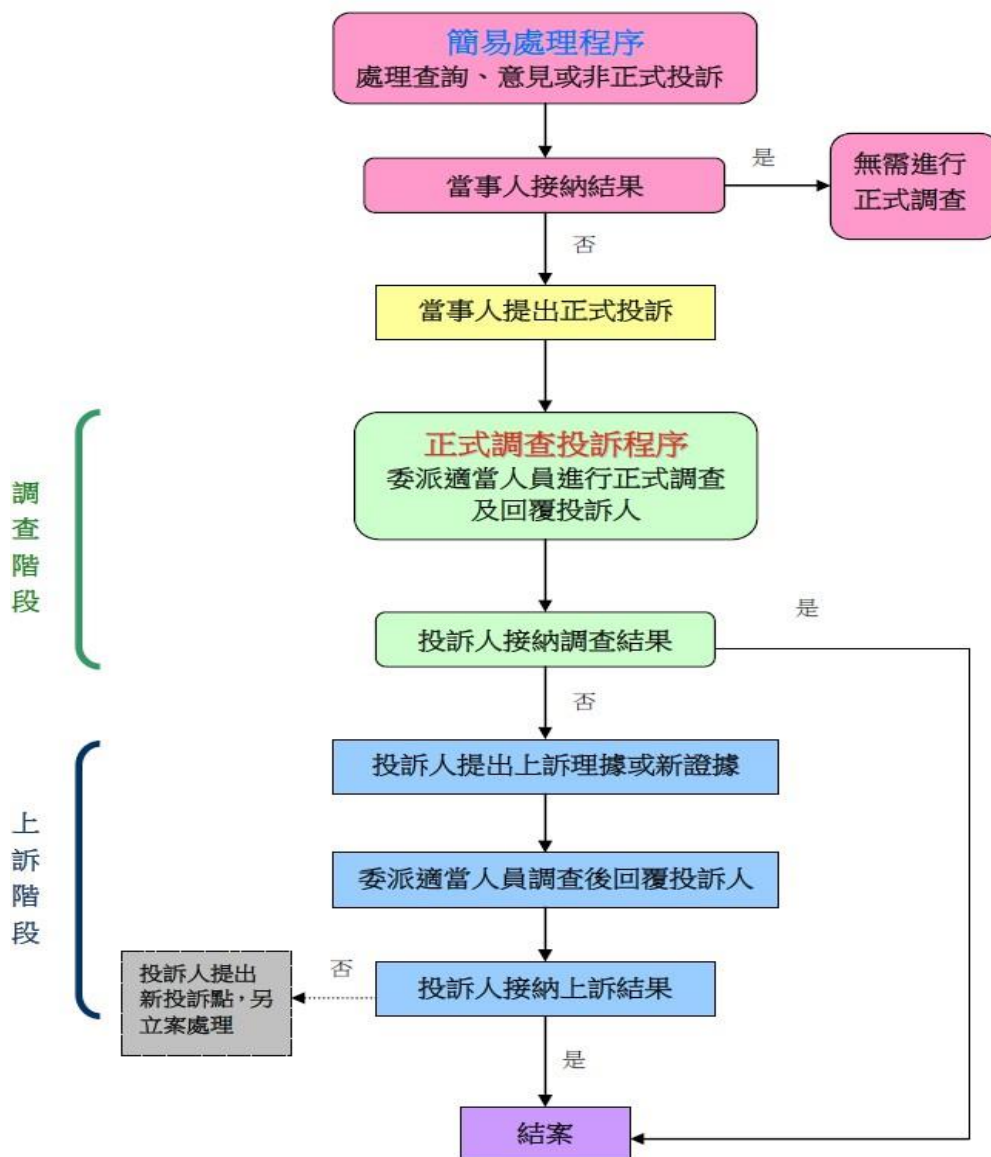 簡易處理程序
處理查詢、意見或非正式投訴
當事人接納結果
是
無需進行
正式調查
否
當事人提出正式投訴
調
查
階
段
正式調查投訴程序
委派適當人員進行正式調查
及回覆投訴人
投訴人接納調查結果
是
否
上
訴
階
段
投訴人提出上訴理據或新證據
委派適當人員調查後回覆投訴人
投訴人接納上訴結果
否
投訴人提出
新投訴點，另
立案處理
是
結案